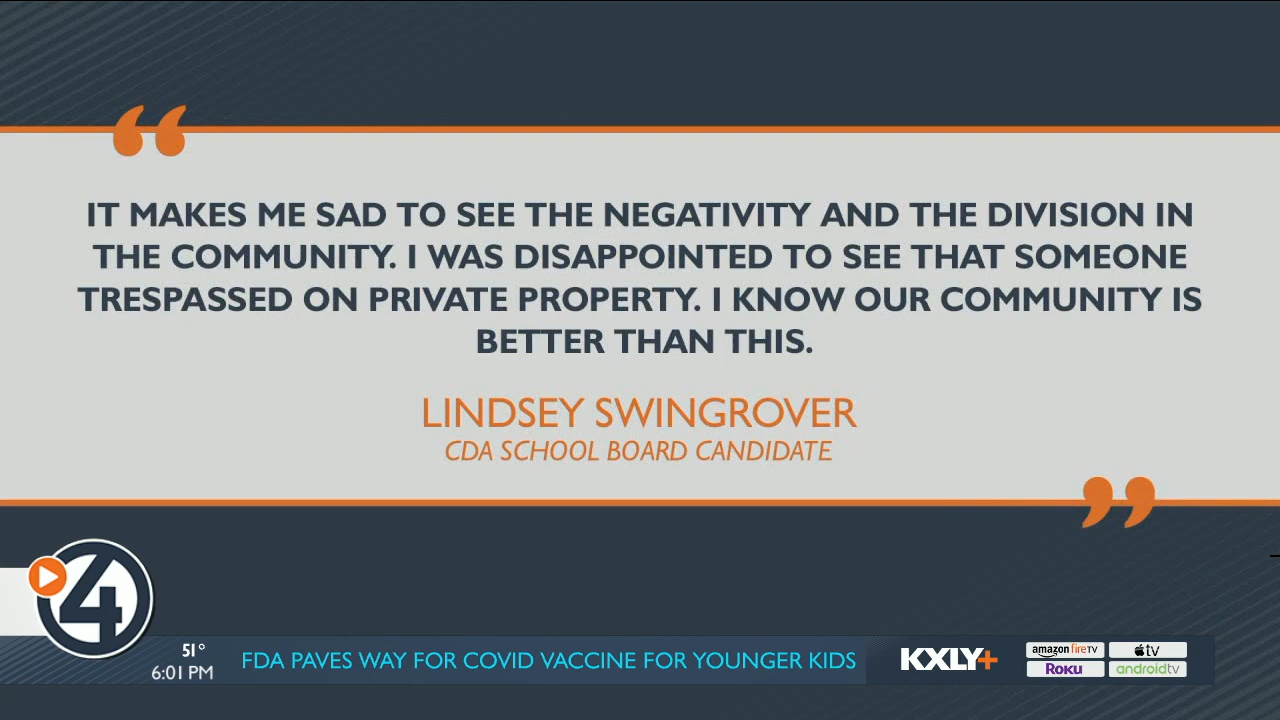 “
IT MAKES ME SAD TO SEE THE NEGATIVITY AND THE DIVISION IN
THE COMMUNITY. I WAS DISAPPOINTED TO SEE THAT SOMEONE
TRESPASSED ON PRIVATE PROPERTY. I KNOW OUR COMMUNITY IS
BETTER THAN THIS.
LINDSEY SWINGROVER
CDA SCHOOL BOARD CANDIDATE
”
4
51°
6:01 PM
FDA PAVES WAY FOR COVID VACCINE FOR YOUNGER KIDS
KXLY+
amazon fireTV
tv
ROKU
androidtv